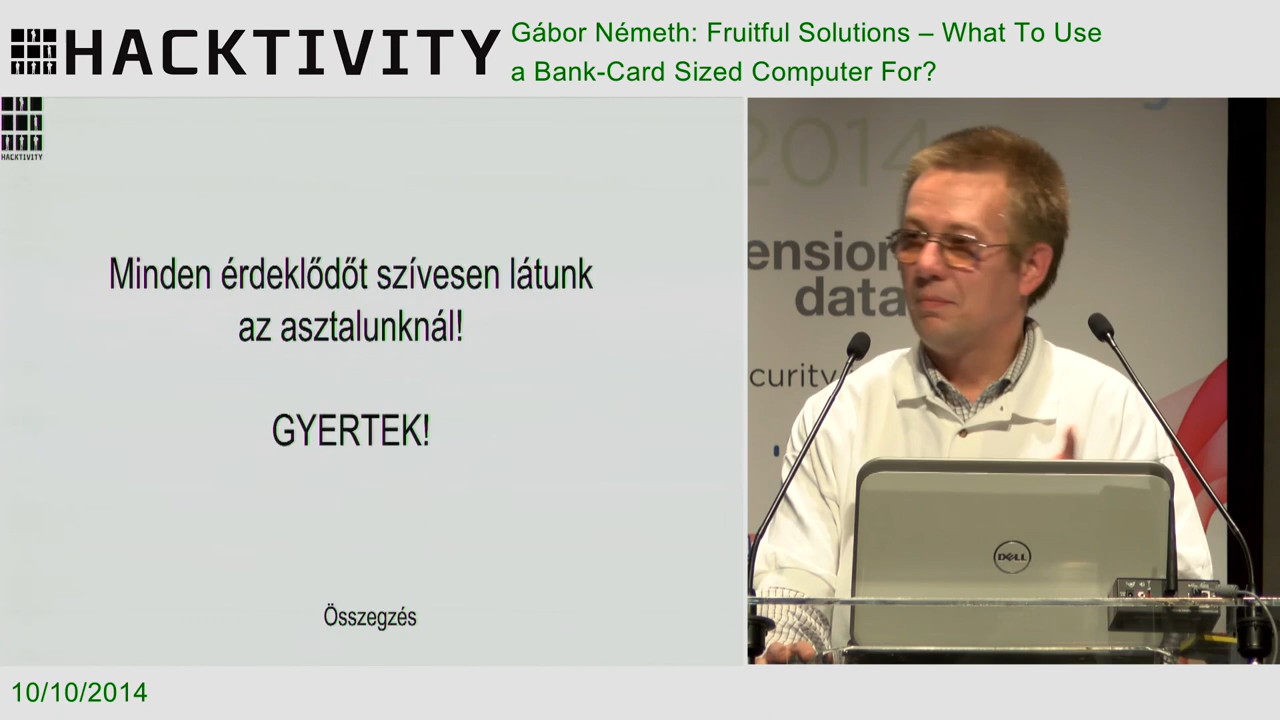 HACKTIVITY
Gábor Németh: Fruitful Solutions – What To Use
a Bank-Card Sized Computer For?
HACKTIVITY
Minden érdeklődőt szívesen látunk
az asztalunknál!
GYERTEK!
Összegzés
2014
ension
data
curity
DELL
10/10/2014